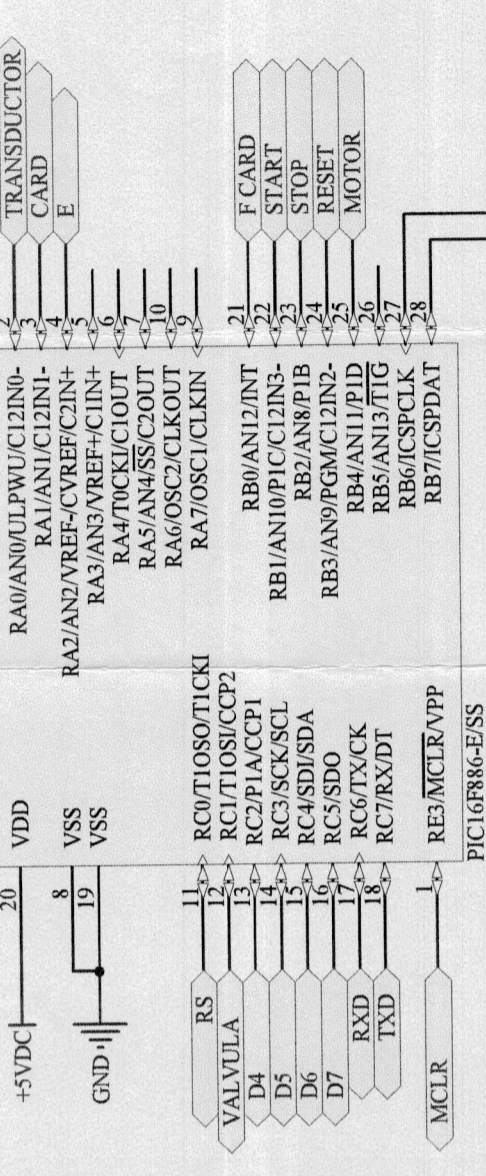 TRANSDUCTOR
CARD
E
2
3
4
5
6
7
10
9
RA0/AN0/ULPWU/C12IN0-
RA1/AN1/C12IN1-
RA2/AN2/VREF-/CVREF/C2IN+
RA3/AN3/VREF+/C1IN+
RA4/T0CKI/C1OUT
RA5/AN4/SS/C2OUT
RA6/OSC2/CLKOUT
RA7/OSC1/CLKIN
F CARD
START
STOP
RESET
MOTOR
21
22
23
24
25
26
27
28
RB0/AN12/INT
RB1/AN10/P1C/C12IN3-
RB2/AN8/P1B
RB3/AN9/PGM/C12IN2-
RB4/AN11/P1D
RB5/AN13/T1G
RB6/ICSPCLK
RB7/ICSPDAT
+5VDC
20
VDD
GND
8
19
VSS
VSS
RS
VALVULA
D4
D5
D6
D7
RXD
TXD
11
12
13
14
15
16
17
18
RC0/T1OSO/T1CKI
RC1/T1OSI/CCP2
RC2/P1A/CCP1
RC3/SCK/SCL
RC4/SDI/SDA
RC5/SDO
RC6/TX/CK
RC7/RX/DT
MCLR
1
RE3/MCLR/VPP
PIC16F886-E/SS